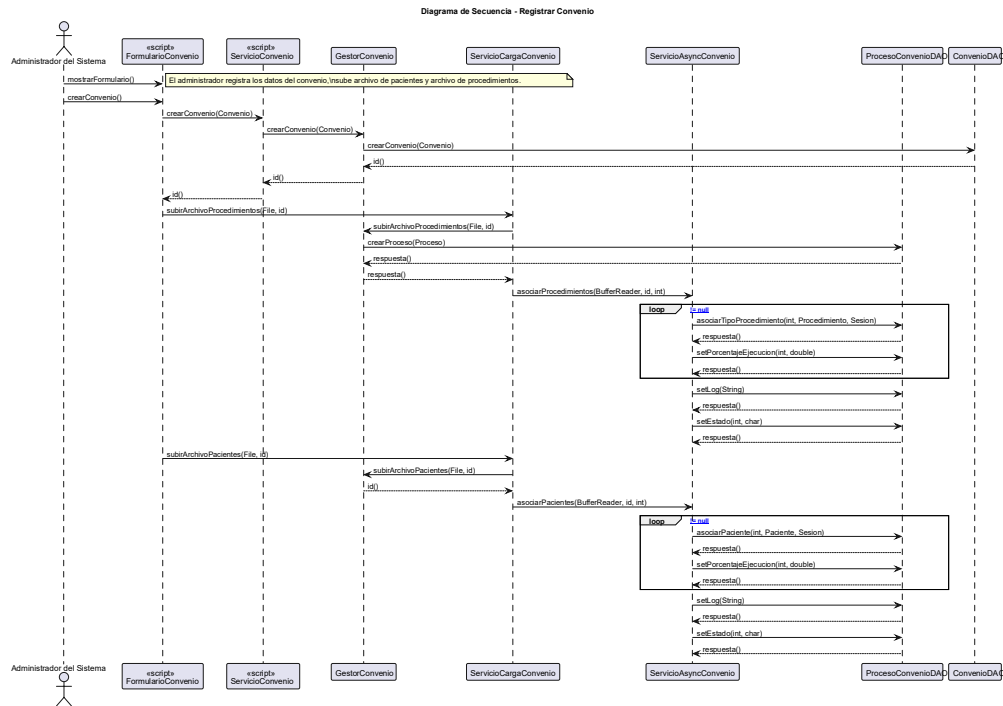 Diagrama de Secuencia - Registrar Convenio
Administrador del Sistema
«script»
FormularioConvenio
«script»
ServicioConvenio
GestorConvenio
ServicioCargaConvenio
ServicioAsyncConvenio
ProcesoConvenioDAO
ConvenioDAO
mostrarFormulario()
El administrador registra los datos del convenio,\nsube archivo de pacientes y archivo de procedimientos.
crearConvenio()
crearConvenio(Convenio)
crearConvenio(Convenio)
crearConvenio(Convenio)
id()
id()
id()
subirArchivoProcedimientos(File, id)
subirArchivoProcedimientos(File, id)
crearProceso(Proceso)
respuesta()
respuesta()
asociarProcedimientos(BufferReader, id, int)
loop
!= null
asociarTipoProcedimiento(int, Procedimiento, Sesion)
respuesta()
setPorcentajeEjecucion(int, double)
respuesta()
setLog(String)
respuesta()
setEstado(int, char)
respuesta()
subirArchivoPacientes(File, id)
subirArchivoPacientes(File, id)
id()
asociarPacientes(BufferReader, id, int)
loop
!= null
asociarPaciente(int, Paciente, Sesion)
respuesta()
setPorcentajeEjecucion(int, double)
respuesta()
setLog(String)
respuesta()
setEstado(int, char)
respuesta()
Administrador del Sistema
«script»
FormularioConvenio
«script»
ServicioConvenio
GestorConvenio
ServicioCargaConvenio
ServicioAsyncConvenio
ProcesoConvenioDAO
ConvenioDAO